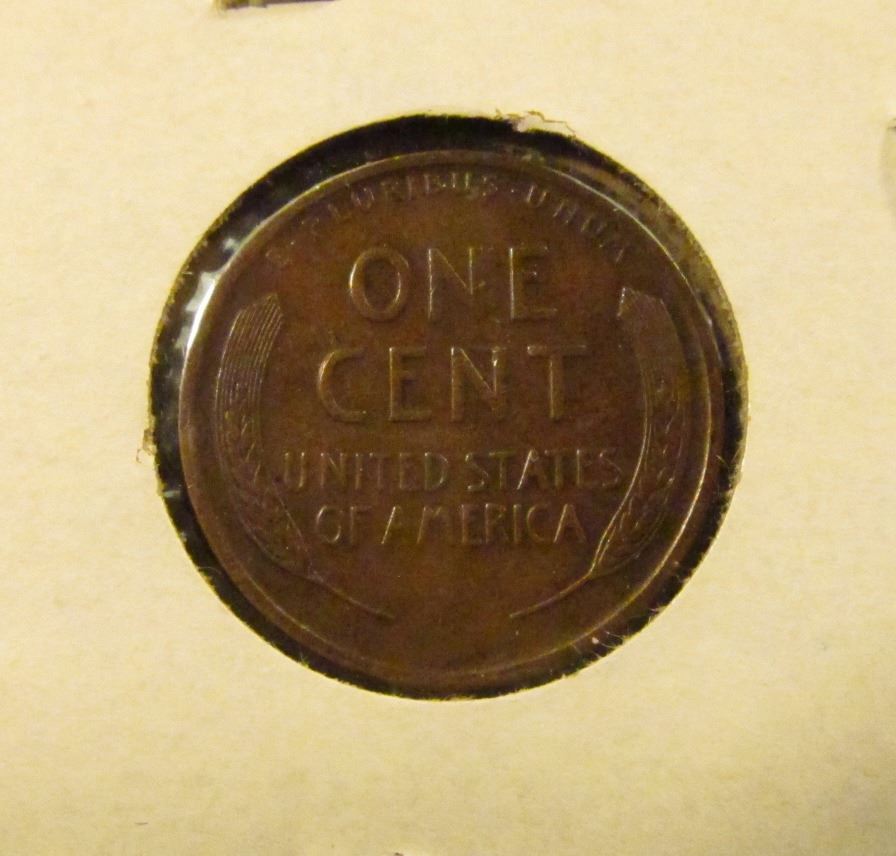 E·PLURIBUS·UNUM
ONE
CENT
UNITED STATES
OF AMERICA